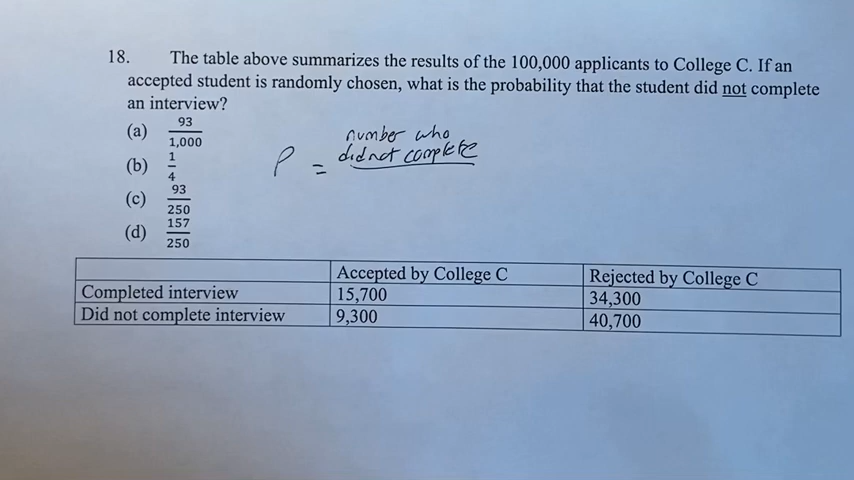 18. The table above summarizes the results of the 100,000 applicants to College C. If an
accepted student is randomly chosen, what is the probability that the student did not complete
an interview?
(a) 93/1,000
(b) 1/4
(c) 93/250
(d) 157/250
P = number who
did not complete
Accepted by College C Rejected by College C
Completed interview 15,700 34,300
Did not complete interview 9,300 40,700